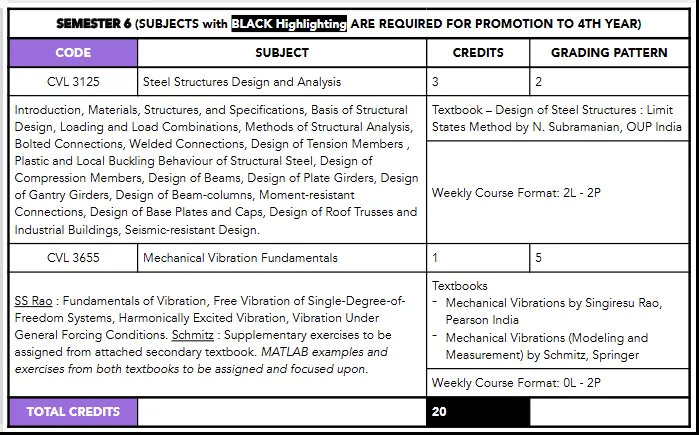 SEMESTER 6 (SUBJECTS with BLACK Highlighting ARE REQUIRED FOR PROMOTION TO 4TH YEAR)
CODE SUBJECT CREDITS GRADING PATTERN
CVL 3125 Steel Structures Design and Analysis 3 2
Introduction, Materials, Structures, and Specifications, Basis of Structural
Design, Loading and Load Combinations, Methods of Structural Analysis,
Bolted Connections, Welded Connections, Design of Tension Members ,
Plastic and Local Buckling Behaviour of Structural Steel, Design of
Compression Members, Design of Beams, Design of Plate Girders, Design
of Gantry Girders, Design of Beam-columns, Moment-resistant
Connections, Design of Base Plates and Caps, Design of Roof Trusses and
Industrial Buildings, Seismic-resistant Design.
Textbook – Design of Steel Structures : Limit
States Method by N. Subramanian, OUP India
Weekly Course Format: 2L - 2P
CVL 3655 Mechanical Vibration Fundamentals 1 5
SS Rao : Fundamentals of Vibration, Free Vibration of Single-Degree-of-
Freedom Systems, Harmonically Excited Vibration, Vibration Under
General Forcing Conditions. Schmitz : Supplementary exercises to be
assigned from attached secondary textbook. MATLAB examples and
exercises from both textbooks to be assigned and focused upon.
Textbooks
- Mechanical Vibrations by Singiresu Rao,
Pearson India
- Mechanical Vibrations (Modeling and
Measurement) by Schmitz, Springer
Weekly Course Format: 0L - 2P
TOTAL CREDITS 20